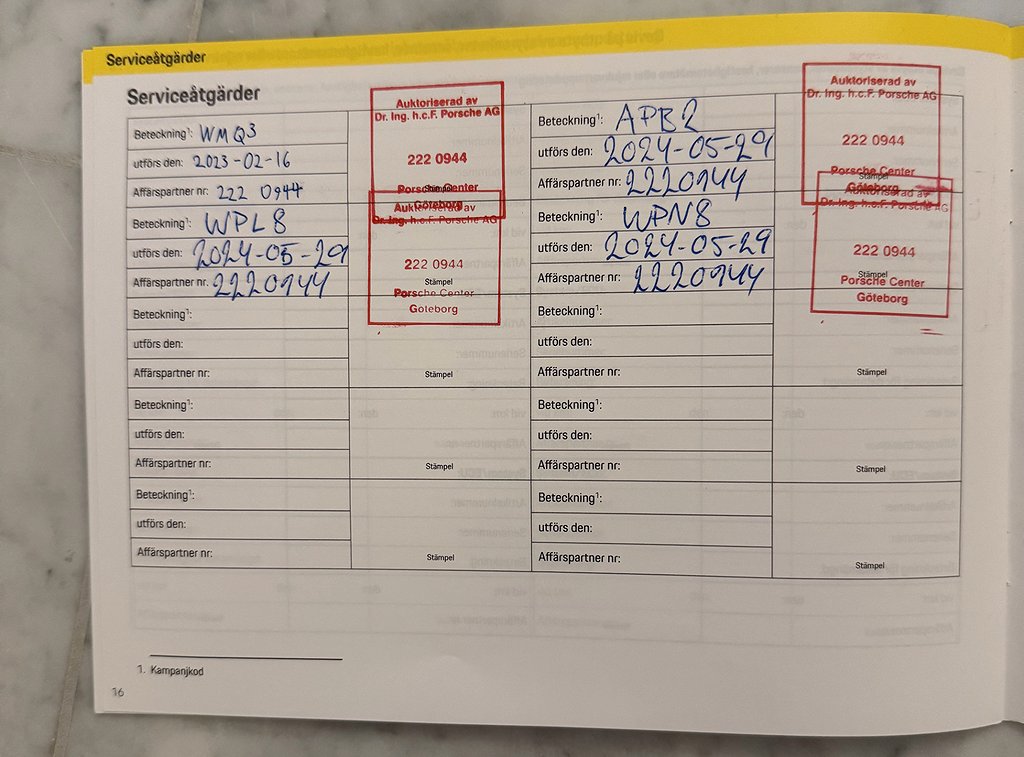 Serviceåtgärder
Serviceåtgärder
Beteckning¹: WMQ3
utförs den: 2023-02-16
Affärspartner nr: 222 0944
Auktoriserad av
Dr. Ing. h.c.F. Porsche AG
222 0944
Porsche Center
Stämpel
Göteborg
Beteckning¹: WPL8
utförs den: 2024-05-29
Affärspartner nr. 2220944
Auktoriserad av
Dr. Ing. h.c.F. Porsche AG
222 0944
Stämpel
Porsche Center
Göteborg
Beteckning¹:
utförs den:
Affärspartner nr:
Stämpel
Beteckning¹:
utförs den:
Affärspartner nr:
Stämpel
Beteckning¹:
utförs den:
Affärspartner nr:
Stämpel
Beteckning¹: APB2
utförs den: 2024-05-29
Affärspartner nr: 2220944
Auktoriserad av
Dr. Ing. h.c.F. Porsche AG
222 0944
Porsche Center
Stämpel
Göteborg
Beteckning¹: WPN8
utförs den: 2024-05-29
Affärspartner nr: 2220944
Auktoriserad av
Dr. Ing. h.c.F. Porsche AG
222 0944
Stämpel
Porsche Center
Göteborg
Beteckning¹:
utförs den:
Affärspartner nr:
Stämpel
Beteckning¹:
utförs den:
Affärspartner nr:
Stämpel
Beteckning¹:
utförs den:
Affärspartner nr:
Stämpel
1. Kampanjkod
16